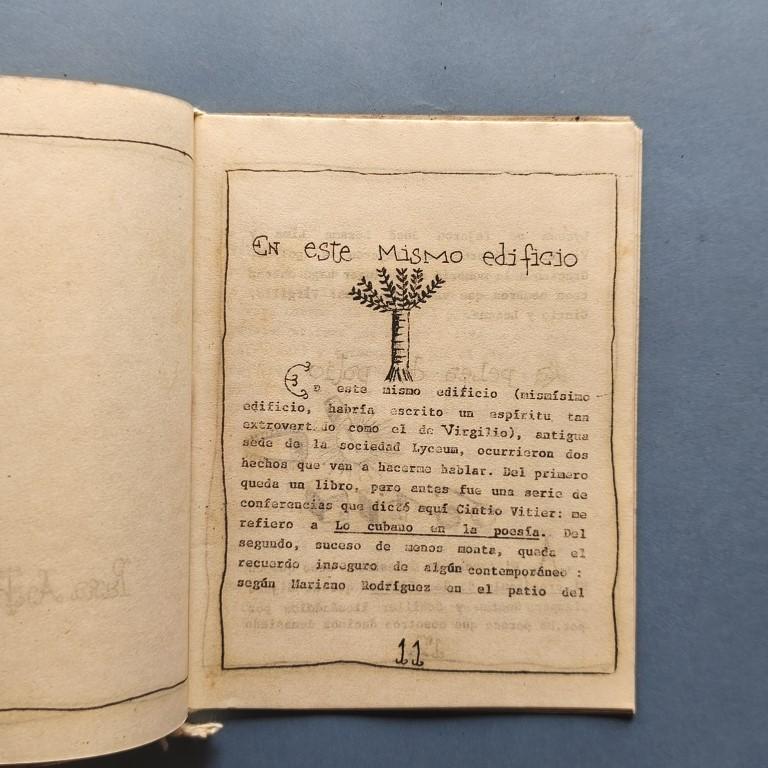 En este mismo edificio
En este mismo edificio (mismísimo
edificio, habría escrito un espíritu tan
extrovertido como el de Virgilio), antigua
sede de la sociedad Lyceum, ocurrieron dos
hechos que van a hacerme hablar. Del primero
queda un libro, pero antes fue una serie de
conferencias que dictó aquí Cintio Vitier: me
refiero a Lo cubano en la poesía. Del
segundo, suceso de menos monta, queda el
recuerdo inseguro de algún contemporáneo :
según Mariano Rodríguez en el patio del
11